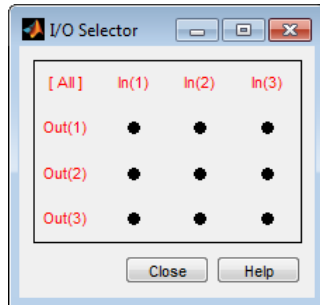 I/O Selector
[ All ] In(1) In(2) In(3)
Out(1)
Out(2)
Out(3)
Close Help